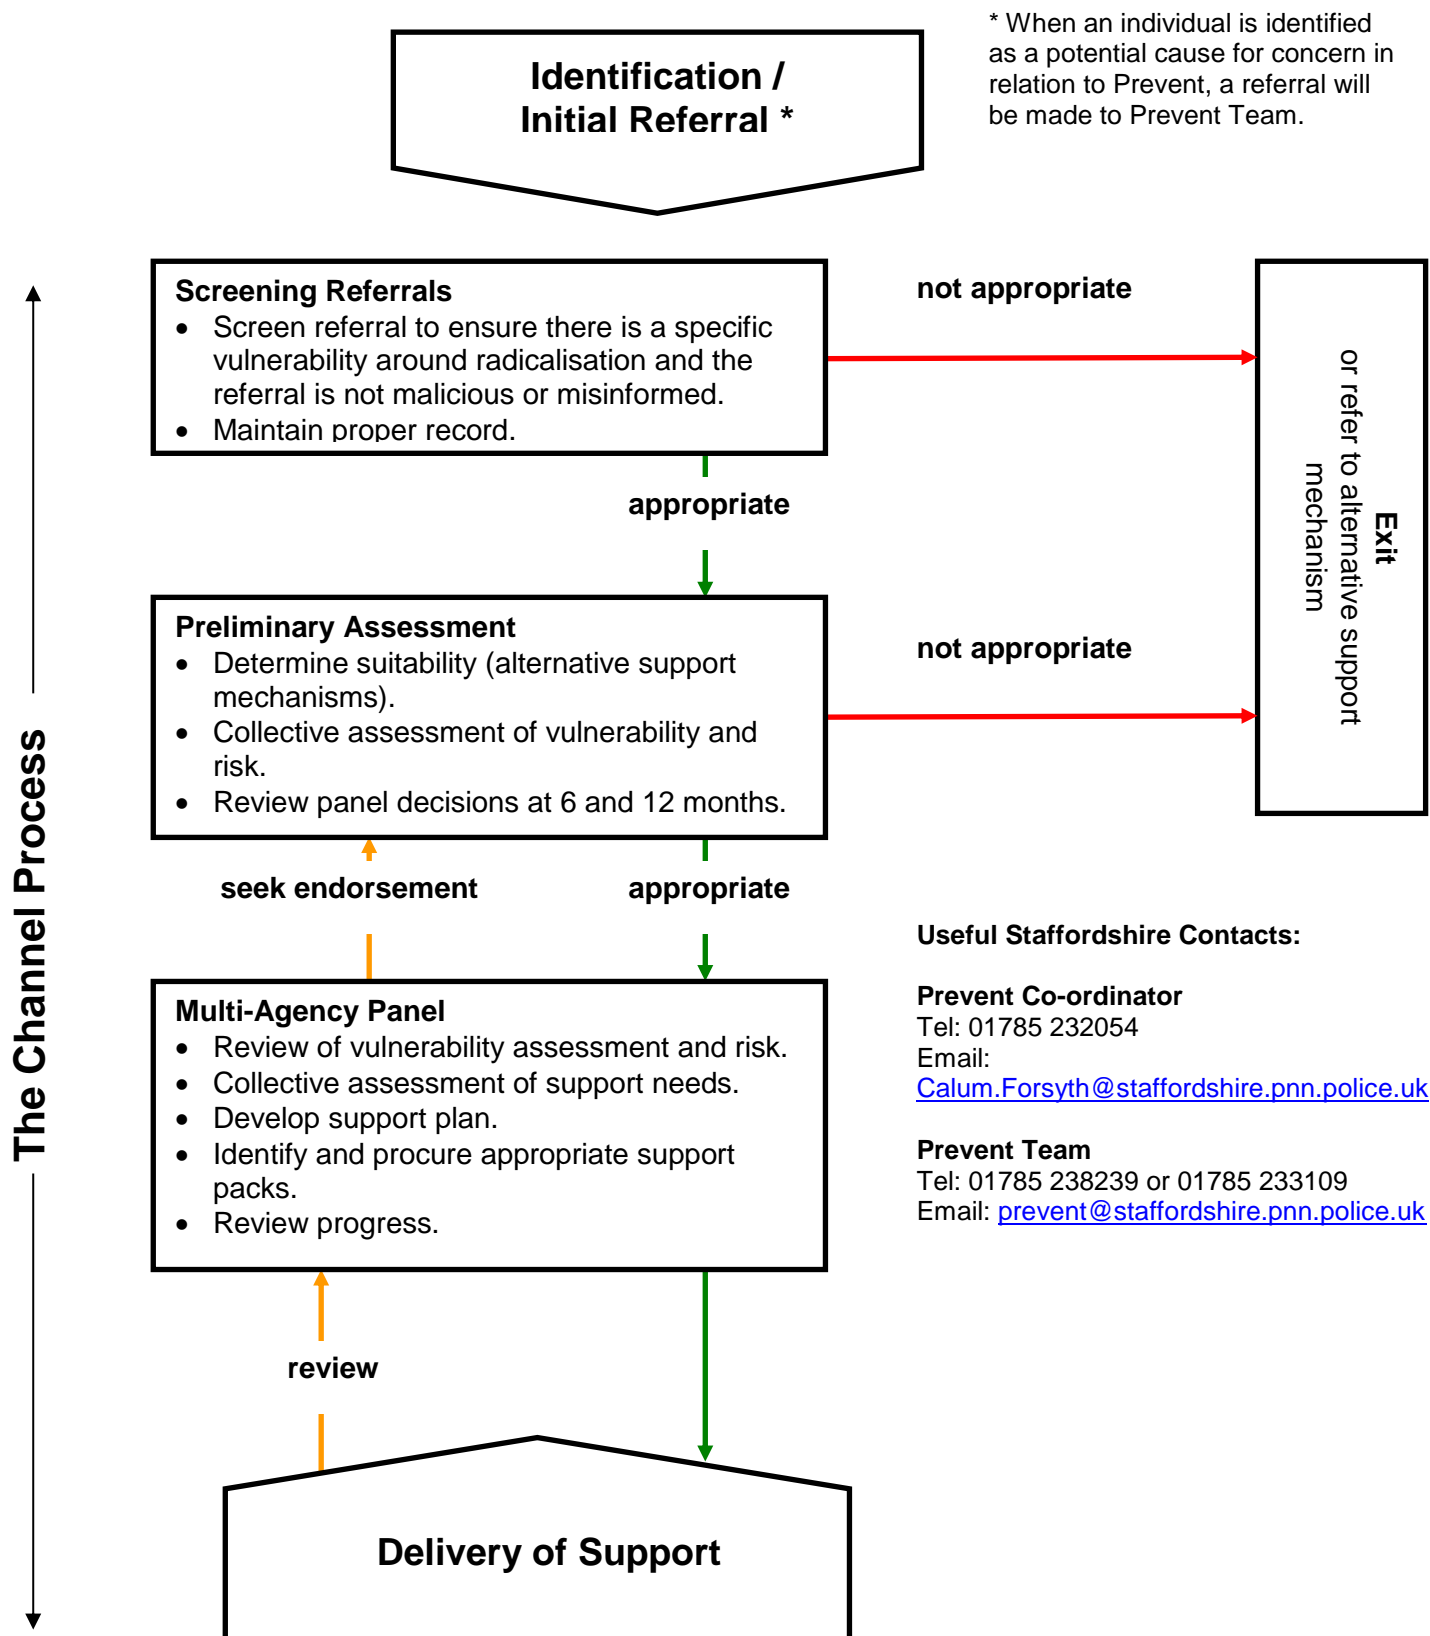 * When an individual is identified
as a potential cause for concern in
relation to Prevent, a referral will
be made to Prevent Team.
Identification /
Initial Referral *
The Channel Process
Screening Referrals
• Screen referral to ensure there is a specific
vulnerability around radicalisation and the
referral is not malicious or misinformed.
• Maintain proper record.
not appropriate
Exit
or refer to alternative support
mechanism
appropriate
Preliminary Assessment
• Determine suitability (alternative support
mechanisms).
• Collective assessment of vulnerability and
risk.
• Review panel decisions at 6 and 12 months.
not appropriate
seek endorsement
appropriate
Multi-Agency Panel
• Review of vulnerability assessment and risk.
• Collective assessment of support needs.
• Develop support plan.
• Identify and procure appropriate support
packs.
• Review progress.
Useful Staffordshire Contacts:
Prevent Co-ordinator
Tel: 01785 232054
Email:
Calum.Forsyth@staffordshire.pnn.police.uk
Prevent Team
Tel: 01785 238239 or 01785 233109
Email: prevent@staffordshire.pnn.police.uk
review
Delivery of Support